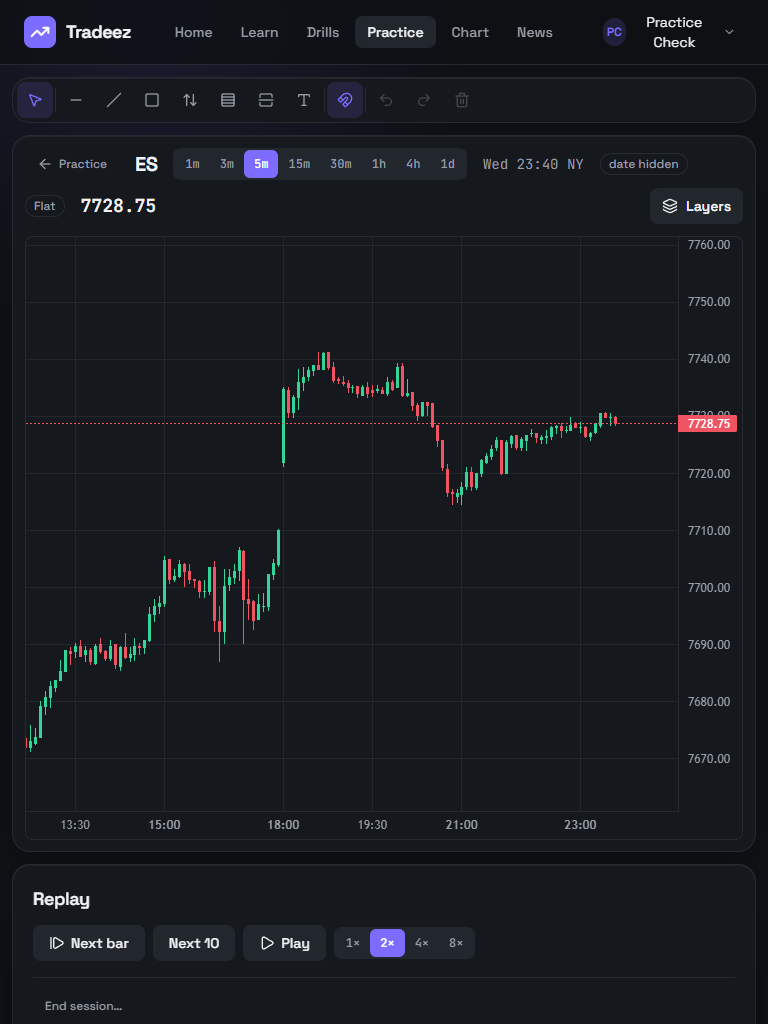 Tradeez
Home Learn Drills Practice Chart News
PC Practice Check
T
Practice ES 1m 3m 5m 15m 30m 1h 4h 1d Wed 23:40 NY date hidden
Flat 7728.75 Layers
7760.00
7750.00
7740.00
7730.00
7728.75
7720.00
7710.00
7700.00
7690.00
7680.00
7670.00
13:30 15:00 18:00 19:30 21:00 23:00
Replay
Next bar Next 10 Play 1× 2× 4× 8×
End session…